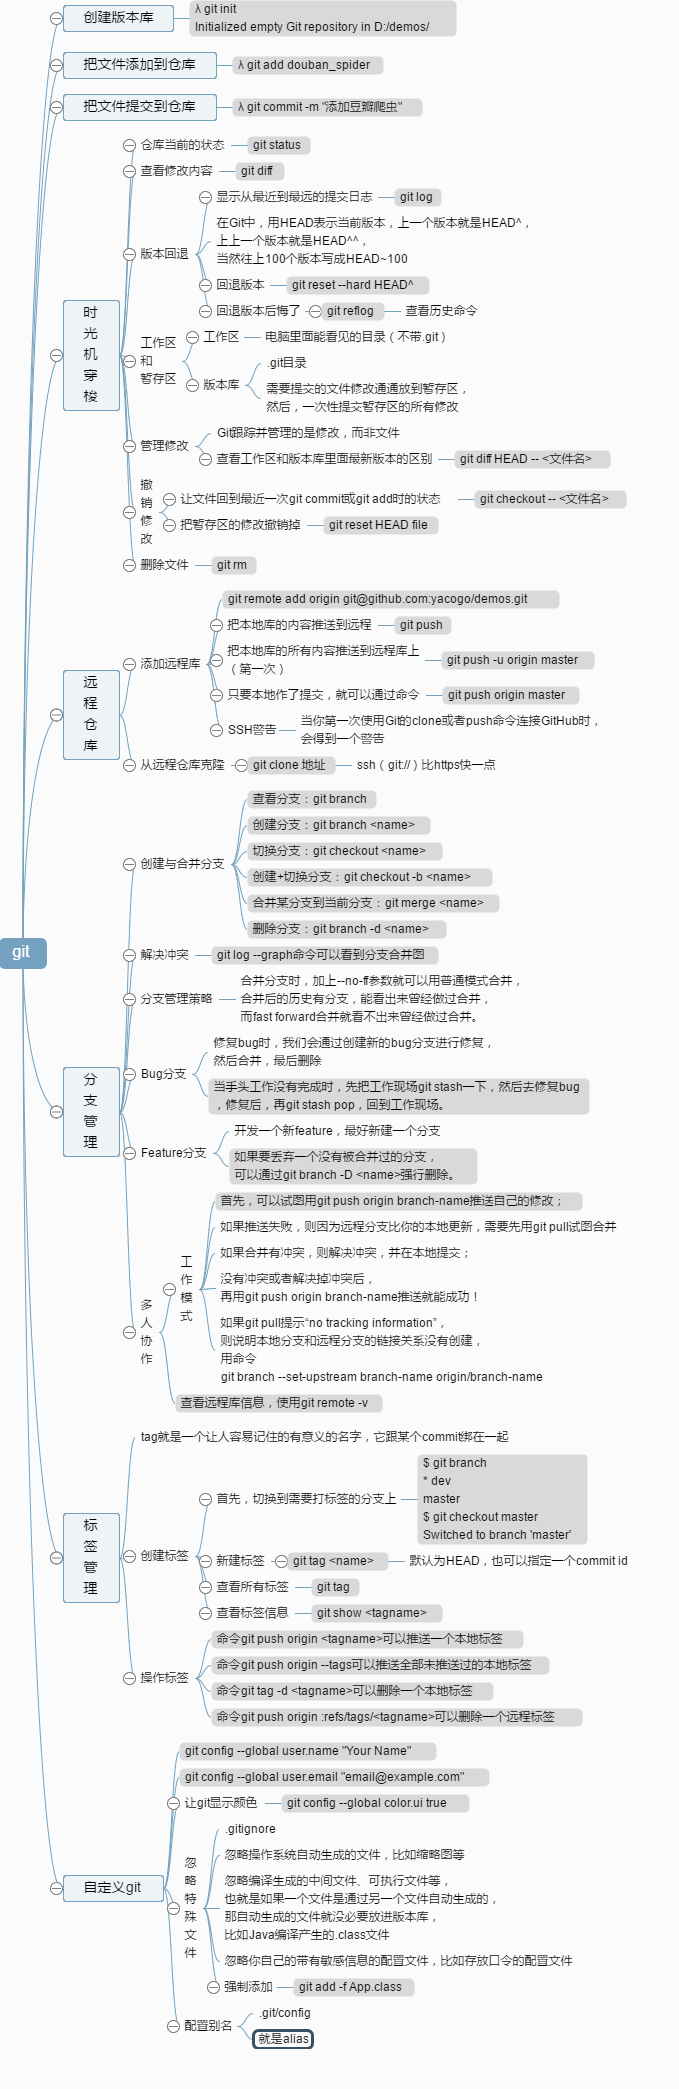 git
创建版本库
λ git init
Initialized empty Git repository in D:/demos/
把文件添加到仓库
λ git add douban_spider
把文件提交到仓库
λ git commit -m "添加豆瓣爬虫"
时光机穿梭
仓库当前的状态
git status
查看修改内容
git diff
版本回退
显示从最近到最远的提交日志
git log
在Git中，用HEAD表示当前版本，上一个版本就是HEAD^，
上上一个版本就是HEAD^^，
当然往上100个版本写成HEAD~100
回退版本
git reset --hard HEAD^
回退版本后悔了
git reflog
查看历史命令
工作区
和
暂存区
工作区
电脑里面能看见的目录（不带.git）
版本库
.git目录
需要提交的文件修改通通放到暂存区，
然后，一次性提交暂存区的所有修改
管理修改
Git跟踪并管理的是修改，而非文件
查看工作区和版本库里面最新版本的区别
git diff HEAD -- <文件名>
撤销修改
让文件回到最近一次git commit或git add时的状态
git checkout -- <文件名>
把暂存区的修改撤销掉
git reset HEAD file
删除文件
git rm
远程仓库
添加远程库
git remote add origin git@github.com:yacogo/demos.git
把本地库的内容推送到远程
git push
把本地库的所有内容推送到远程库上
（第一次）
git push -u origin master
只要本地作了提交，就可以通过命令
git push origin master
SSH警告
当你第一次使用Git的clone或者push命令连接GitHub时，
会得到一个警告
从远程仓库克隆
git clone 地址
ssh（git://）比https快一点
分支管理
创建与合并分支
查看分支：git branch
创建分支：git branch <name>
切换分支：git checkout <name>
创建+切换分支：git checkout -b <name>
合并某分支到当前分支：git merge <name>
删除分支：git branch -d <name>
解决冲突
git log --graph命令可以看到分支合并图
分支管理策略
合并分支时，加上--no-ff参数就可以用普通模式合并，
合并后的历史有分支，能看出来曾经做过合并，
而fast forward合并就看不出来曾经做过合并。
Bug分支
修复bug时，我们会通过创建新的bug分支进行修复，
然后合并，最后删除
当手头工作没有完成时，先把工作现场git stash一下，然后去修复bug
，修复后，再git stash pop，回到工作现场。
Feature分支
开发一个新feature，最好新建一个分支
如果要丢弃一个没有被合并过的分支，
可以通过git branch -D <name>强行删除。
多人协作
工作模式
首先，可以试图用git push origin branch-name推送自己的修改；
如果推送失败，则因为远程分支比你的本地更新，需要先用git pull试图合并
如果合并有冲突，则解决冲突，并在本地提交；
没有冲突或者解决掉冲突后，
再用git push origin branch-name推送就能成功！
如果git pull提示“no tracking information”，
则说明本地分支和远程分支的链接关系没有创建，
用命令
git branch --set-upstream branch-name origin/branch-name
查看远程库信息，使用git remote -v
标签管理
tag就是一个让人容易记住的有意义的名字，它跟某个commit绑在一起
创建标签
首先，切换到需要打标签的分支上
$ git branch
* dev
master
$ git checkout master
Switched to branch 'master'
新建标签
git tag <name>
默认为HEAD，也可以指定一个commit id
查看所有标签
git tag
查看标签信息
git show <tagname>
操作标签
命令git push origin <tagname>可以推送一个本地标签
命令git push origin --tags可以推送全部未推送过的本地标签
命令git tag -d <tagname>可以删除一个本地标签
命令git push origin :refs/tags/<tagname>可以删除一个远程标签
自定义git
git config --global user.name "Your Name"
git config --global user.email "email@example.com"
让git显示颜色
git config --global color.ui true
忽略特殊文件
.gitignore
忽略操作系统自动生成的文件，比如缩略图等
忽略编译生成的中间文件、可执行文件等，
也就是如果一个文件是通过另一个文件自动生成的，
那自动生成的文件就没必要放进版本库，
比如Java编译产生的.class文件
忽略你自己的带有敏感信息的配置文件，比如存放口令的配置文件
强制添加
git add -f App.class
配置别名
.git/config
就是alias